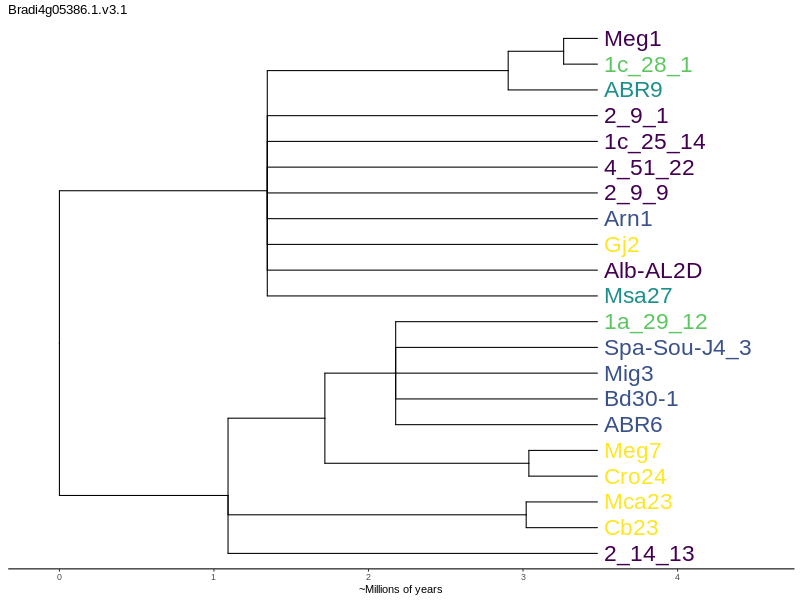 Bradi4g05386.1.v3.1
Meg1
1c_28_1
ABR9
2_9_1
1c_25_14
4_51_22
2_9_9
Arn1
Gj2
Alb-AL2D
Msa27
1a_29_12
Spa-Sou-J4_3
Mig3
Bd30-1
ABR6
Meg7
Cro24
Mca23
Cb23
2_14_13
0 1 2 3 4
~Millions of years